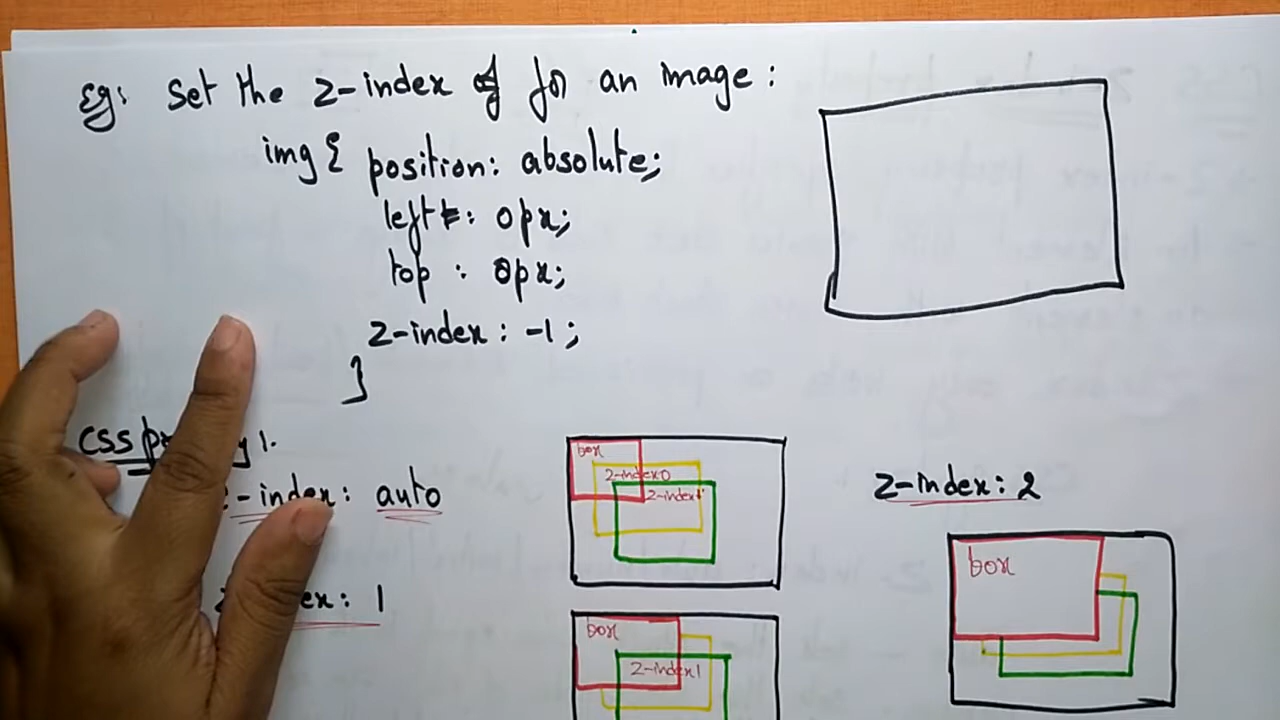 Eg: Set the z-index for an image:
img { position: absolute;
left: 0px;
top : 0px;
z-index: -1;
}
CSS
z-index: auto
box
z-index0
z-index1
z-index: 2
box
: 1
box
z-index1